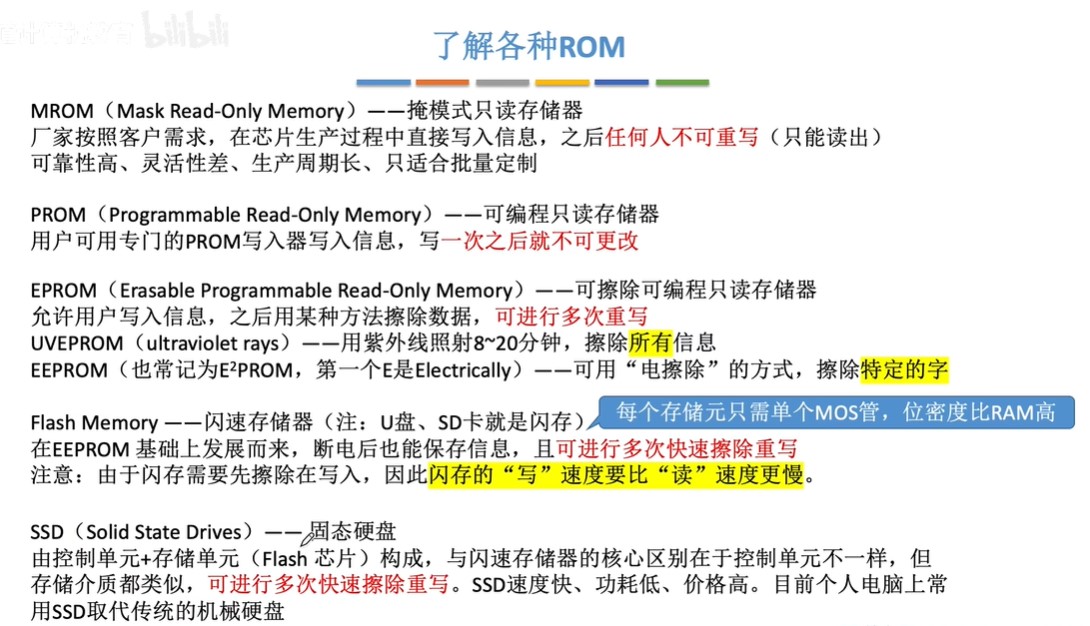 bilibili
了解各种ROM
MROM（Mask Read-Only Memory）——掩模式只读存储器
厂家按照客户需求，在芯片生产过程中直接写入信息，之后任何人不可重写（只能读出）
可靠性高、灵活性差、生产周期长、只适合批量定制
PROM（Programmable Read-Only Memory）——可编程只读存储器
用户可用专门的PROM写入器写入信息，写一次之后就不可更改
EPROM（Erasable Programmable Read-Only Memory）——可擦除可编程只读存储器
允许用户写入信息，之后用某种方法擦除数据，可进行多次重写
UVEPROM（ultraviolet rays）——用紫外线照射8~20分钟，擦除所有信息
EEPROM（也常记为E²PROM，第一个E是Electrically）——可用“电擦除”的方式，擦除特定的字
每个存储元只需单个MOS管，位密度比RAM高
Flash Memory ——闪速存储器（注：U盘、SD卡就是闪存）
在EEPROM 基础上发展而来，断电后也能保存信息，且可进行多次快速擦除重写
注意：由于闪存需要先擦除在写入，因此闪存的“写”速度要比“读”速度更慢。
SSD（Solid State Drives）——固态硬盘
由控制单元+存储单元（Flash 芯片）构成，与闪速存储器的核心区别在于控制单元不一样，但
存储介质都类似，可进行多次快速擦除重写。SSD速度快、功耗低、价格高。目前个人电脑上常
用SSD取代传统的机械硬盘